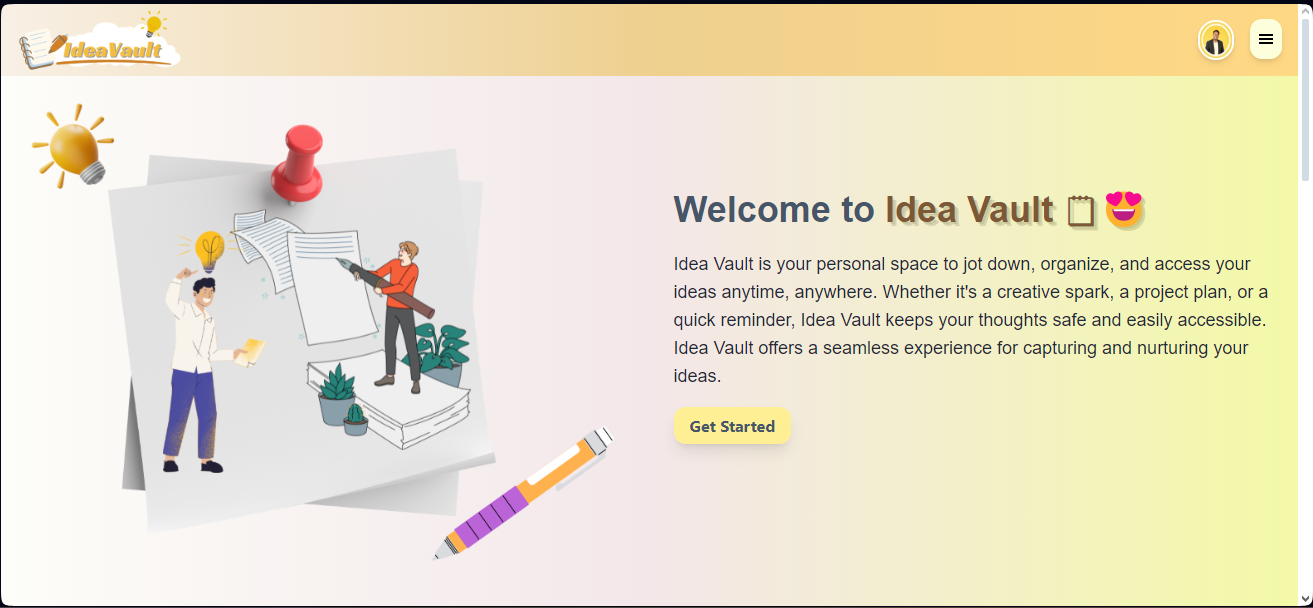 IdeaVault
Welcome to Idea Vault 📋😍
Idea Vault is your personal space to jot down, organize, and access your
ideas anytime, anywhere. Whether it's a creative spark, a project plan, or a
quick reminder, Idea Vault keeps your thoughts safe and easily accessible.
Idea Vault offers a seamless experience for capturing and nurturing your
ideas.
Get Started